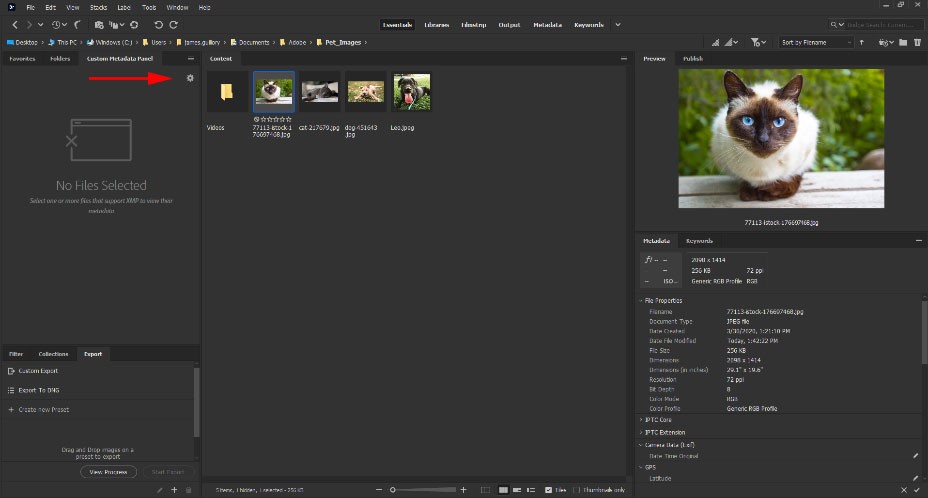 Br File Edit View Stacks Label Tools Window Help
Essentials Libraries Filmstrip Output Metadata Keywords
Desktop > This PC > Windows (C:) > Users > james.guillory > Documents > Adobe > Pet_Images >
Sort by Filename
Favorites Folders Custom Metadata Panel
Content
Preview Publish
No Files Selected
Select one or more files that support XMP to view their
metadata
Videos
77113-istock-1
76697468.jpg
cat-217679.jpg
dog-451643
.jpg
Leo.jpeg
77113-istock-176697468.jpg
Metadata Keywords
f/ -- --
-- --
-- ISO...
2098 x 1414
256 KB 72 ppi
Generic RGB Profile RGB
File Properties
Filename 77113-istock-176697468.jpg
Document Type JPEG file
Date Created 3/30/2020, 1:21:10 PM
Date File Modified Today, 1:42:22 PM
File Size 256 KB
Dimensions 2098 x 1414
Dimensions (in inches) 29.1" x 19.6"
Resolution 72 ppi
Bit Depth 8
Color Mode RGB
Color Profile Generic RGB Profile
IPTC Core
IPTC Extension
Camera Data (Exif)
Date Time Original
GPS
Latitude
Filter Collections Export
Custom Export
Export To DNG
+ Create new Preset
Drag and Drop images on a
preset to export
View Progress Start Export
5 items, 1 hidden, 1 selected - 256 KB
Tiles Thumbnails only